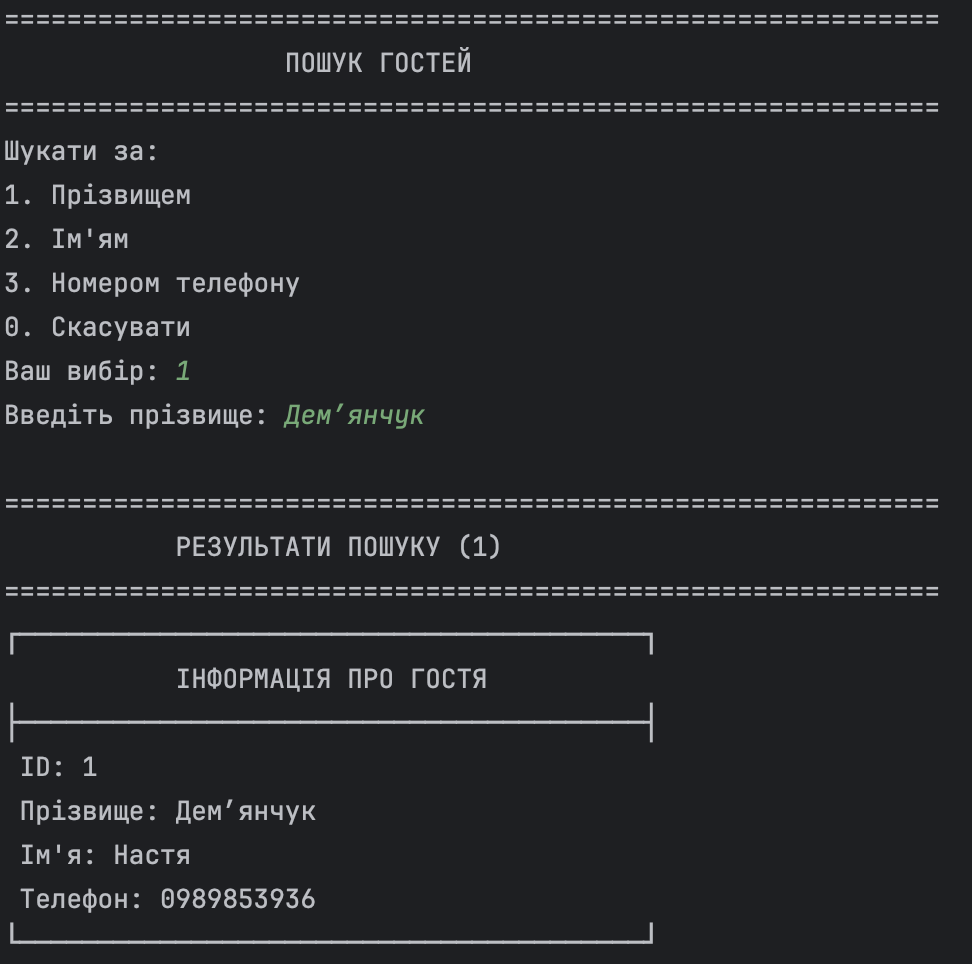 ============================================================
ПОШУК ГОСТЕЙ
============================================================
Шукати за:
1. Прізвищем
2. Ім'ям
3. Номером телефону
0. Скасувати
Ваш вибір: 1
Введіть прізвище: Дем’янчук
============================================================
РЕЗУЛЬТАТИ ПОШУКУ (1)
============================================================
ІНФОРМАЦІЯ ПРО ГОСТЯ
ID: 1
Прізвище: Дем’янчук
Ім'я: Настя
Телефон: 0989853936